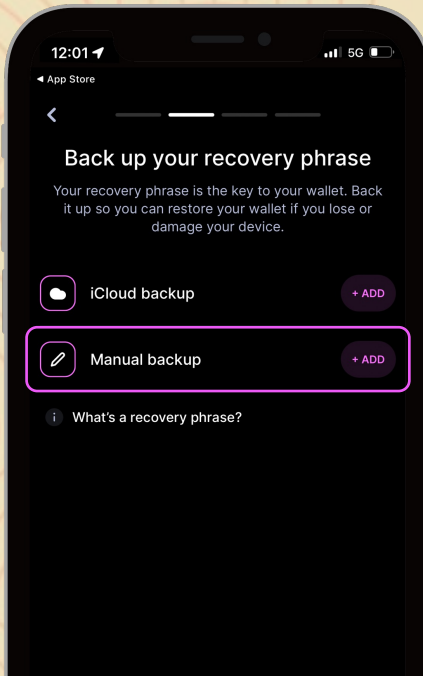 12:01
5G
◀ App Store
Back up your recovery phrase
Your recovery phrase is the key to your wallet. Back
it up so you can restore your wallet if you lose or
damage your device.
iCloud backup
+ ADD
Manual backup
+ ADD
What's a recovery phrase?